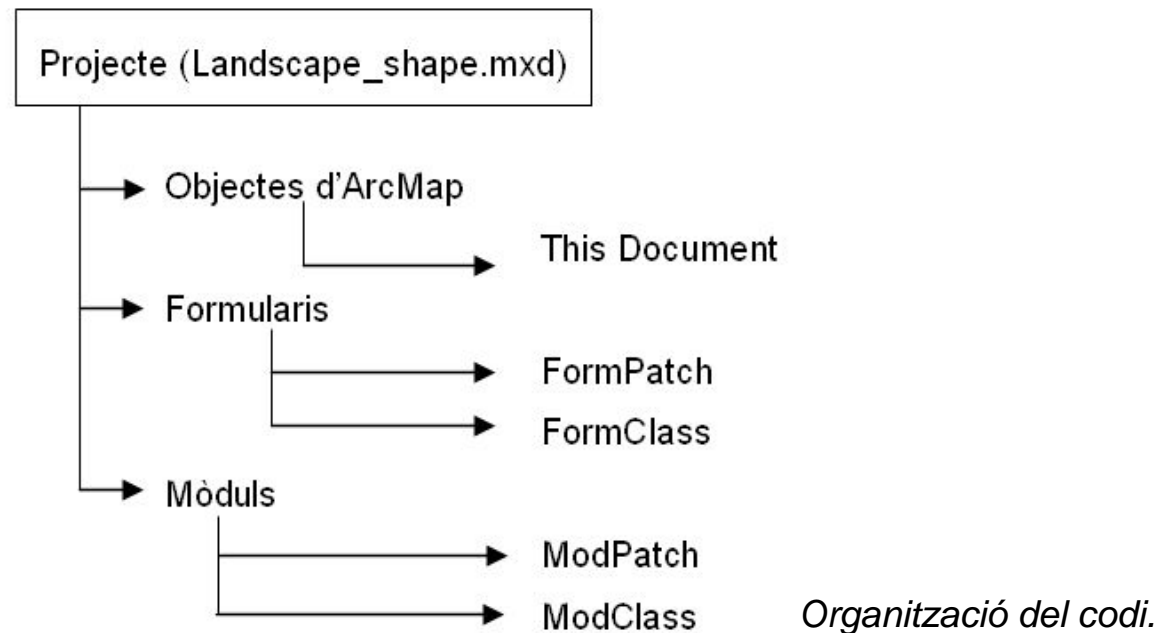 Projecte (Landscape_shape.mxd)
Objectes d'ArcMap
This Document
Formularis
FormPatch
FormClass
Mòduls
ModPatch
ModClass
Organització del codi.